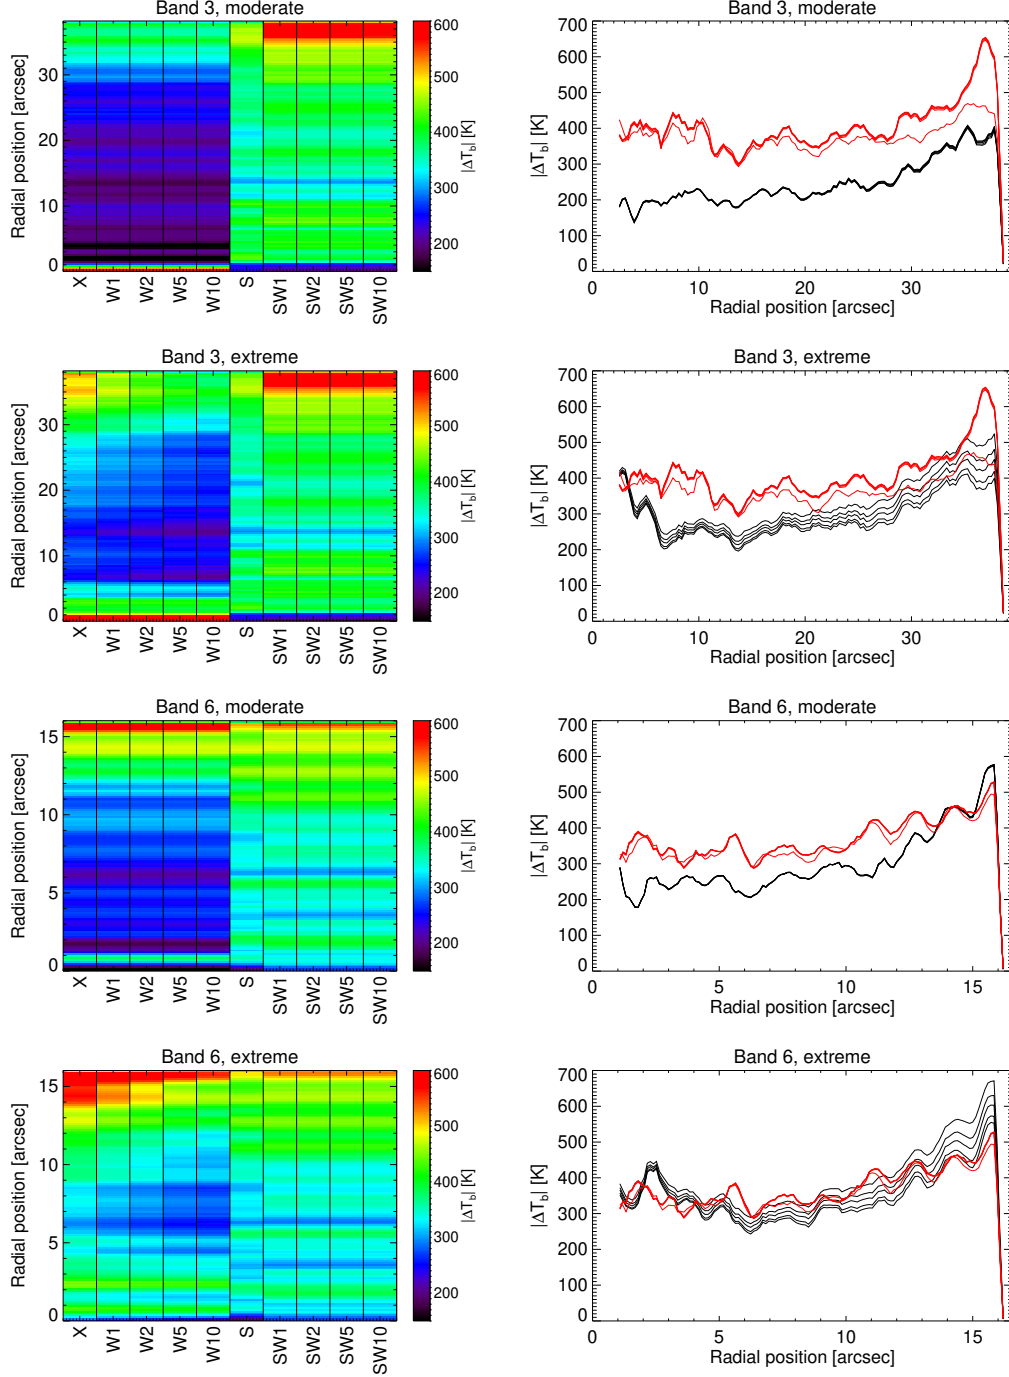 Band 3, moderate
Radial position [arcsec]
0
10
20
30
X
W1
W2
W5
W10
S
SW1
SW2
SW5
SW10
200
300
400
500
600
|ΔT_b| [K]
Band 3, moderate
|ΔT_b| [K]
0
100
200
300
400
500
600
700
0
10
20
30
Radial position [arcsec]
Band 3, extreme
Radial position [arcsec]
0
10
20
30
X
W1
W2
W5
W10
S
SW1
SW2
SW5
SW10
200
300
400
500
600
|ΔT_b| [K]
Band 3, extreme
|ΔT_b| [K]
0
100
200
300
400
500
600
700
0
10
20
30
Radial position [arcsec]
Band 6, moderate
Radial position [arcsec]
0
5
10
15
X
W1
W2
W5
W10
S
SW1
SW2
SW5
SW10
200
300
400
500
600
|ΔT_b| [K]
Band 6, moderate
|ΔT_b| [K]
0
100
200
300
400
500
600
700
0
5
10
15
Radial position [arcsec]
Band 6, extreme
Radial position [arcsec]
0
5
10
15
X
W1
W2
W5
W10
S
SW1
SW2
SW5
SW10
200
300
400
500
600
|ΔT_b| [K]
Band 6, extreme
|ΔT_b| [K]
0
100
200
300
400
500
600
700
0
5
10
15
Radial position [arcsec]